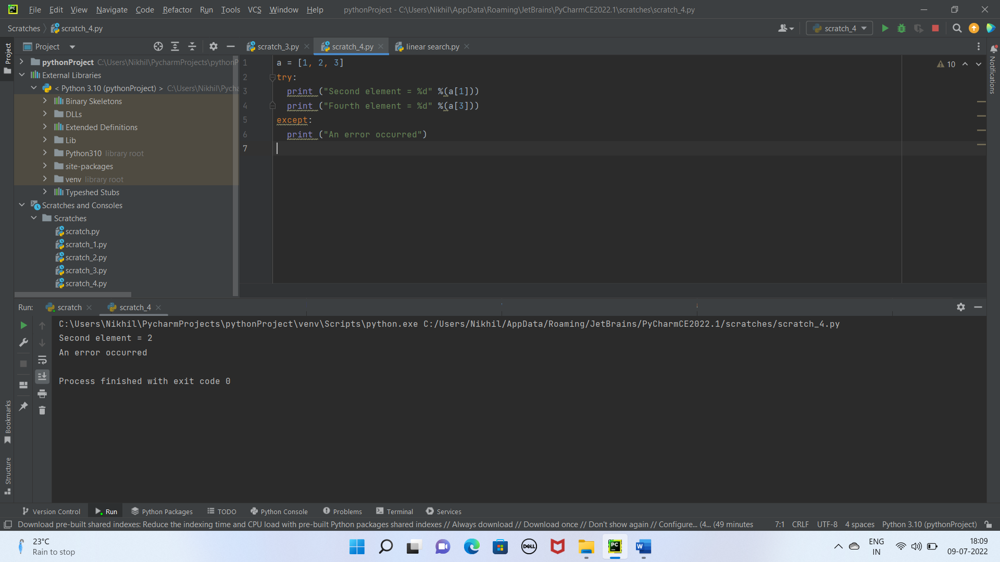 File Edit View Navigate Code Refactor Run Tools VCS Window Help pythonProject - C:\Users\Nikhil\AppData\Roaming\JetBrains\PyCharmCE2022.1\scratches\scratch_4.py
Scratches scratch_4.py scratch_4
Project scratch_3.py scratch_4.py linear search.py
Project
Notifications
pythonProject C:\Users\Nikhil\PycharmProjects\pythonP
External Libraries
< Python 3.10 (pythonProject) > C:\Users\Nikhil\Pycha
Binary Skeletons
DLLs
Extended Definitions
Lib
Python310 library root
site-packages
venv library root
Typeshed Stubs
Scratches and Consoles
Scratches
scratch.py
scratch_1.py
scratch_2.py
scratch_3.py
scratch_4.py
10
1 a = [1, 2, 3]
2 try:
3 print ("Second element = %d" %(a[1]))
4 print ("Fourth element = %d" %(a[3]))
5 except:
6 print ("An error occurred")
7
Run: scratch scratch_4
C:\Users\Nikhil\PycharmProjects\pythonProject\venv\Scripts\python.exe C:/Users/Nikhil/AppData/Roaming/JetBrains/PyCharmCE2022.1/scratches/scratch_4.py
Second element = 2
An error occurred
Process finished with exit code 0
Bookmarks
Structure
Version Control Run Python Packages TODO Python Console Problems Terminal Services
Download pre-built shared indexes: Reduce the indexing time and CPU load with pre-built Python packages shared indexes // Always download // Download once // Don't show again // Configure... (4... (49 minutes 7:1 CRLF UTF-8 4 spaces Python 3.10 (pythonProject)
23°C
Rain to stop
PC
DELL
W
ENG
IN
18:09
09-07-2022